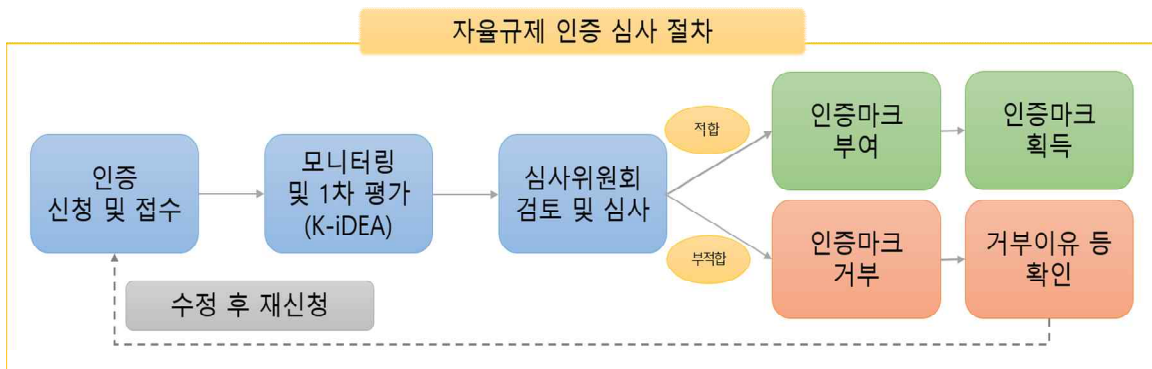 자율규제 인증 심사 절차
인증
신청 및 접수
모니터링
및 1차 평가
(K-iDEA)
심사위원회
검토 및 심사
적합
인증마크
부여
인증마크
획득
부적합
인증마크
거부
거부이유 등
확인
수정 후 재신청